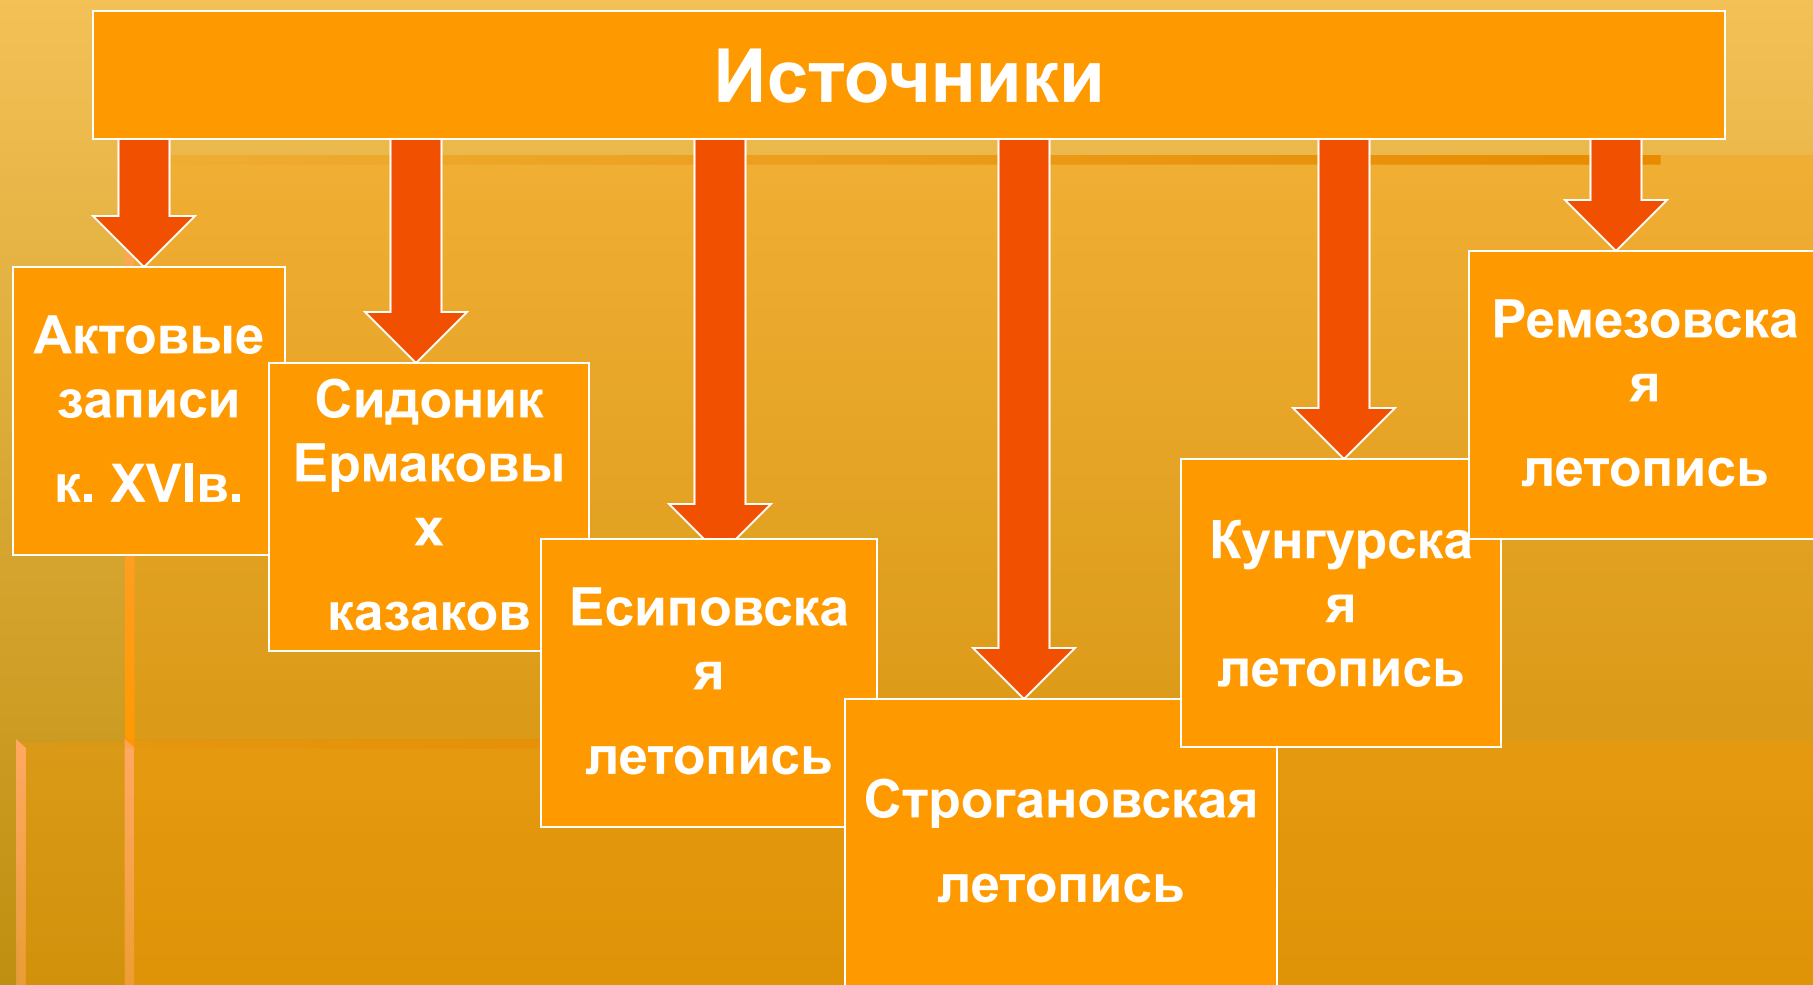 Источники
Актовые
записи
к. XVIв.
Сидоник
Ермаковы
х
казаков
Есиповска
я
летопись
Строгановская
летопись
Кунгурска
я
летопись
Ремезовска
я
летопись